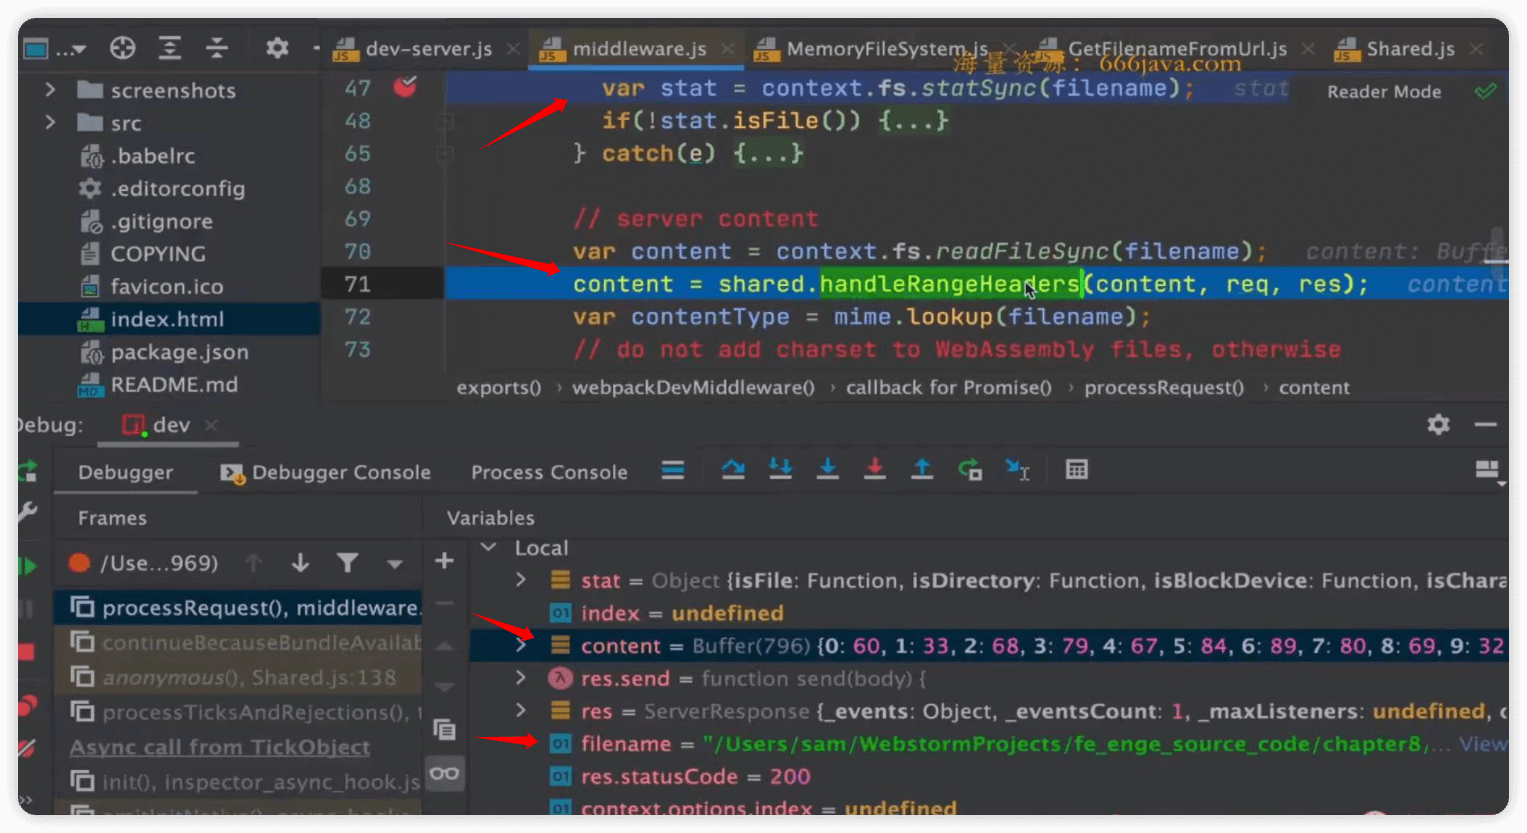 ...
dev-server.js
middleware.js
MemoryFileSystem.js
GetFilenameFromUrl.js
Shared.js
海量资源：666java.com
screenshots
src
.babelrc
.editorconfig
.gitignore
COPYING
favicon.ico
index.html
package.json
README.md
47 var stat = context.fs.statSync(filename); stat
Reader Mode
48 if(!stat.isFile()) {...}
65 } catch(e) {...}
68
69 // server content
70 var content = context.fs.readFileSync(filename); content: Buffe
71 content = shared.handleRangeHeaders(content, req, res); content
72 var contentType = mime.lookup(filename);
73 // do not add charset to WebAssembly files, otherwise
exports() › webpackDevMiddleware() › callback for Promise() › processRequest() › content
Debug: dev
Debugger
Debugger Console
Process Console
Frames
/Use...969)
processRequest(), middleware.
continueBecauseBundleAvailab
anonymous(), Shared.js:138
processTicksAndRejections(), t
Async call from TickObject
init(), inspector_async_hook.js
Variables
Local
stat = Object {isFile: Function, isDirectory: Function, isBlockDevice: Function, isChara
index = undefined
content = Buffer(796) {0: 60, 1: 33, 2: 68, 3: 79, 4: 67, 5: 84, 6: 89, 7: 80, 8: 69, 9: 32
res.send = function send(body) {
res = ServerResponse {_events: Object, _eventsCount: 1, _maxListeners: undefined, c
filename = "/Users/sam/WebstormProjects/fe_enge_source_code/chapter8/... View
res.statusCode = 200
context.options.index = undefined